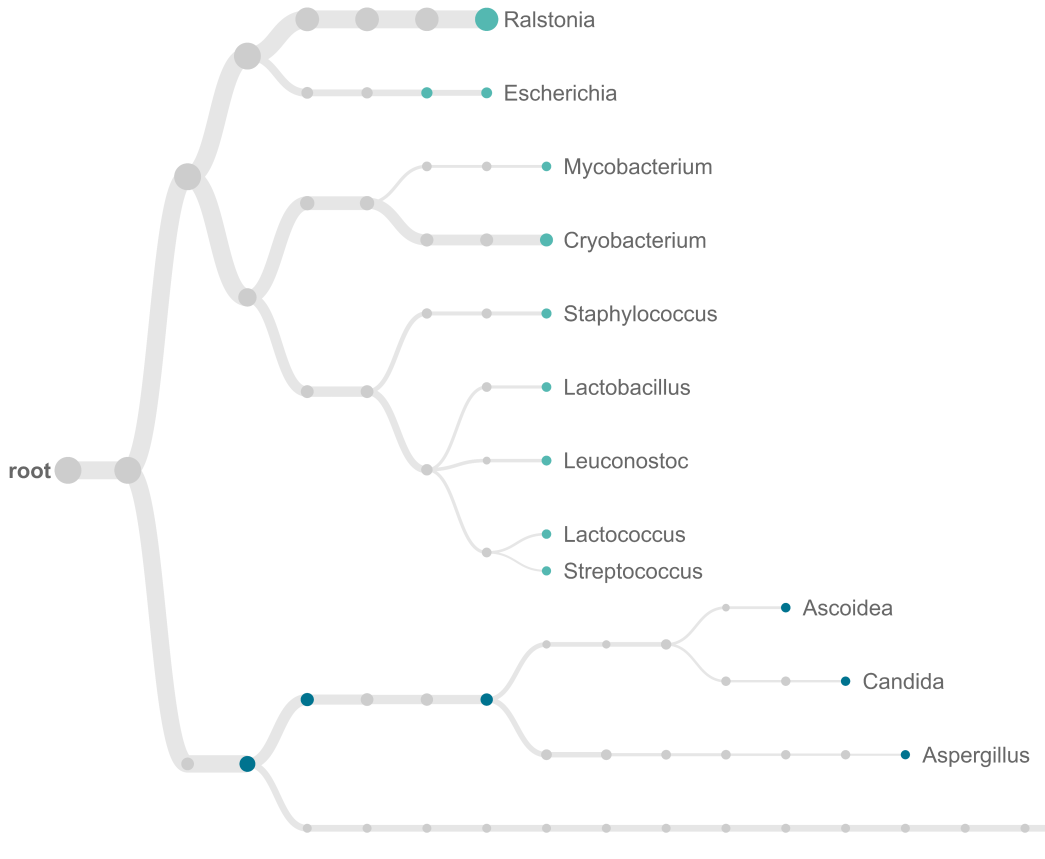 Ralstonia
Escherichia
Mycobacterium
Cryobacterium
Staphylococcus
Lactobacillus
root
Leuconostoc
Lactococcus
Streptococcus
Ascoidea
Candida
Aspergillus